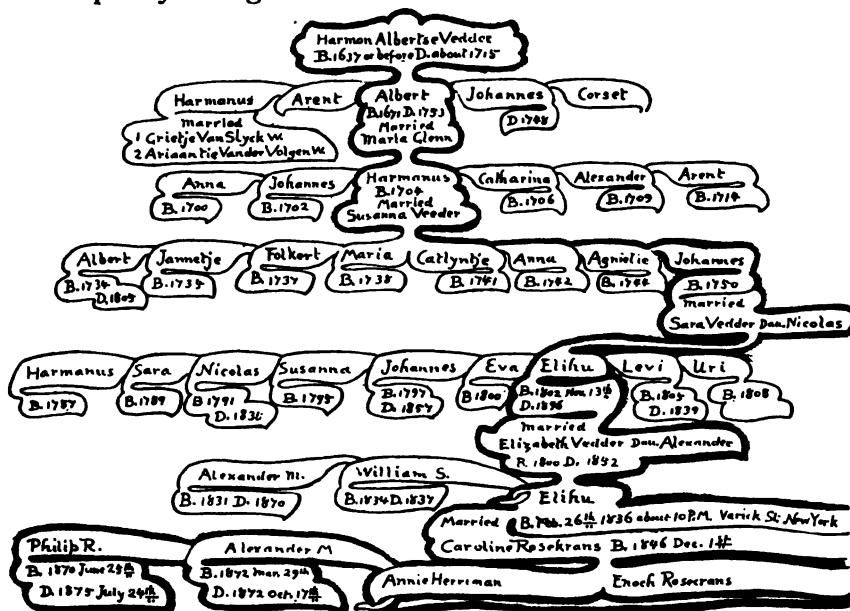 Harmon Albertse Vedder
B. 1637 or before D. about 1715
Harmanus
married
1 Grietje Van Slyck W.
2 Ariaantie Vander Volgen W.
Arent
Albert
B. 1671 D. 1753
Married
Maria Glenn
Johannes
D. 1748
Corset
Anna
B. 1700
Johannes
B. 1702
Harmanus
B. 1704
Married
Susanna Veeder
Catharina
B. 1706
Alexander
B. 1709
Arent
B. 1714
Albert
B. 1734
D. 1805
Jannetje
B. 1735
Folkert
B. 1737
Maria
B. 1738
Catlyntje
B. 1741
Anna
B. 1742
Agnietie
B. 1744
Johannes
B. 1750
married
Sara Vedder Dau. Nicolas
Harmanus
B. 1787
Sara
B. 1789
Nicolas
B. 1791
Susanna
B. 1795
Johannes
B. 1797
D. 1857
Eva
B 1800
Elihu
B. 1802 Nov. 13th
D. 1896
married
Elizabeth Vedder Dau. Alexander
B. 1800 D. 1852
Levi
B. 1805
D. 1839
Uri
B. 1808
Alexander M.
B. 1831 D. 1870
William S.
B. 1834 D. 1837
Elihu
B. Feb. 26th 1836 about 10 P.M. Varick St. New York
Married
Caroline Rosekrans B. 1846 Dec. 1st
Philip R.
B. 1870 June 25th
D. 1875 July 24th
Alexander M
B. 1872 Mar. 29th
D. 1872 Oct. 17th
Annie Herriman
Enoch Rosecrans